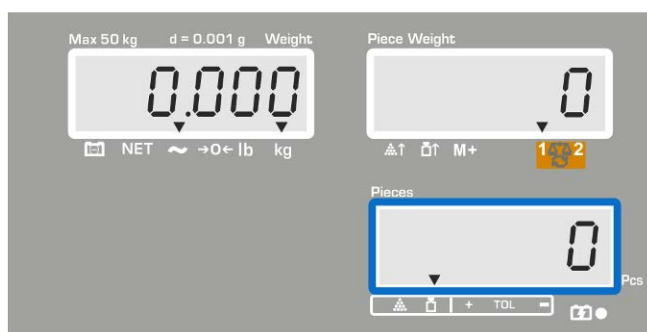 Max 50 kg d = 0.001 g Weight
0.000
NET →0← lb kg
Piece Weight
0
M+ 1 2
Pieces
0
Pcs
+ TOL -